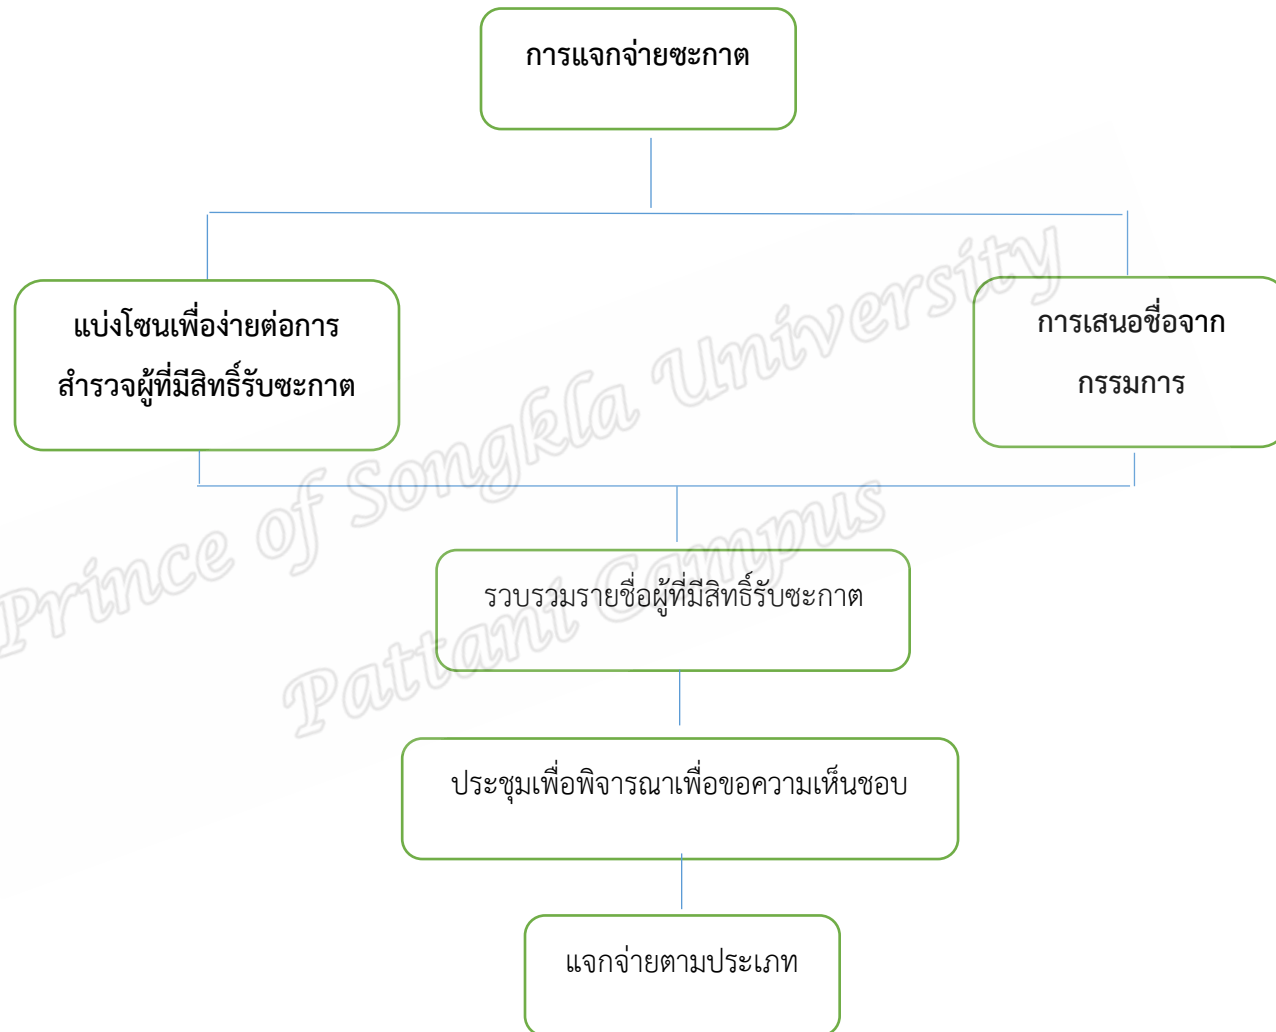 การแจกจ่ายซะกาต
แบ่งโซนเพื่อง่ายต่อการ
สำรวจผู้ที่มีสิทธิ์รับซะกาต
การเสนอชื่อจาก
กรรมการ
รวบรวมรายชื่อผู้ที่มีสิทธิ์รับซะกาต
ประชุมเพื่อพิจารณาเพื่อขอความเห็นชอบ
แจกจ่ายตามประเภท
Prince of Songkla University
Pattani Campus